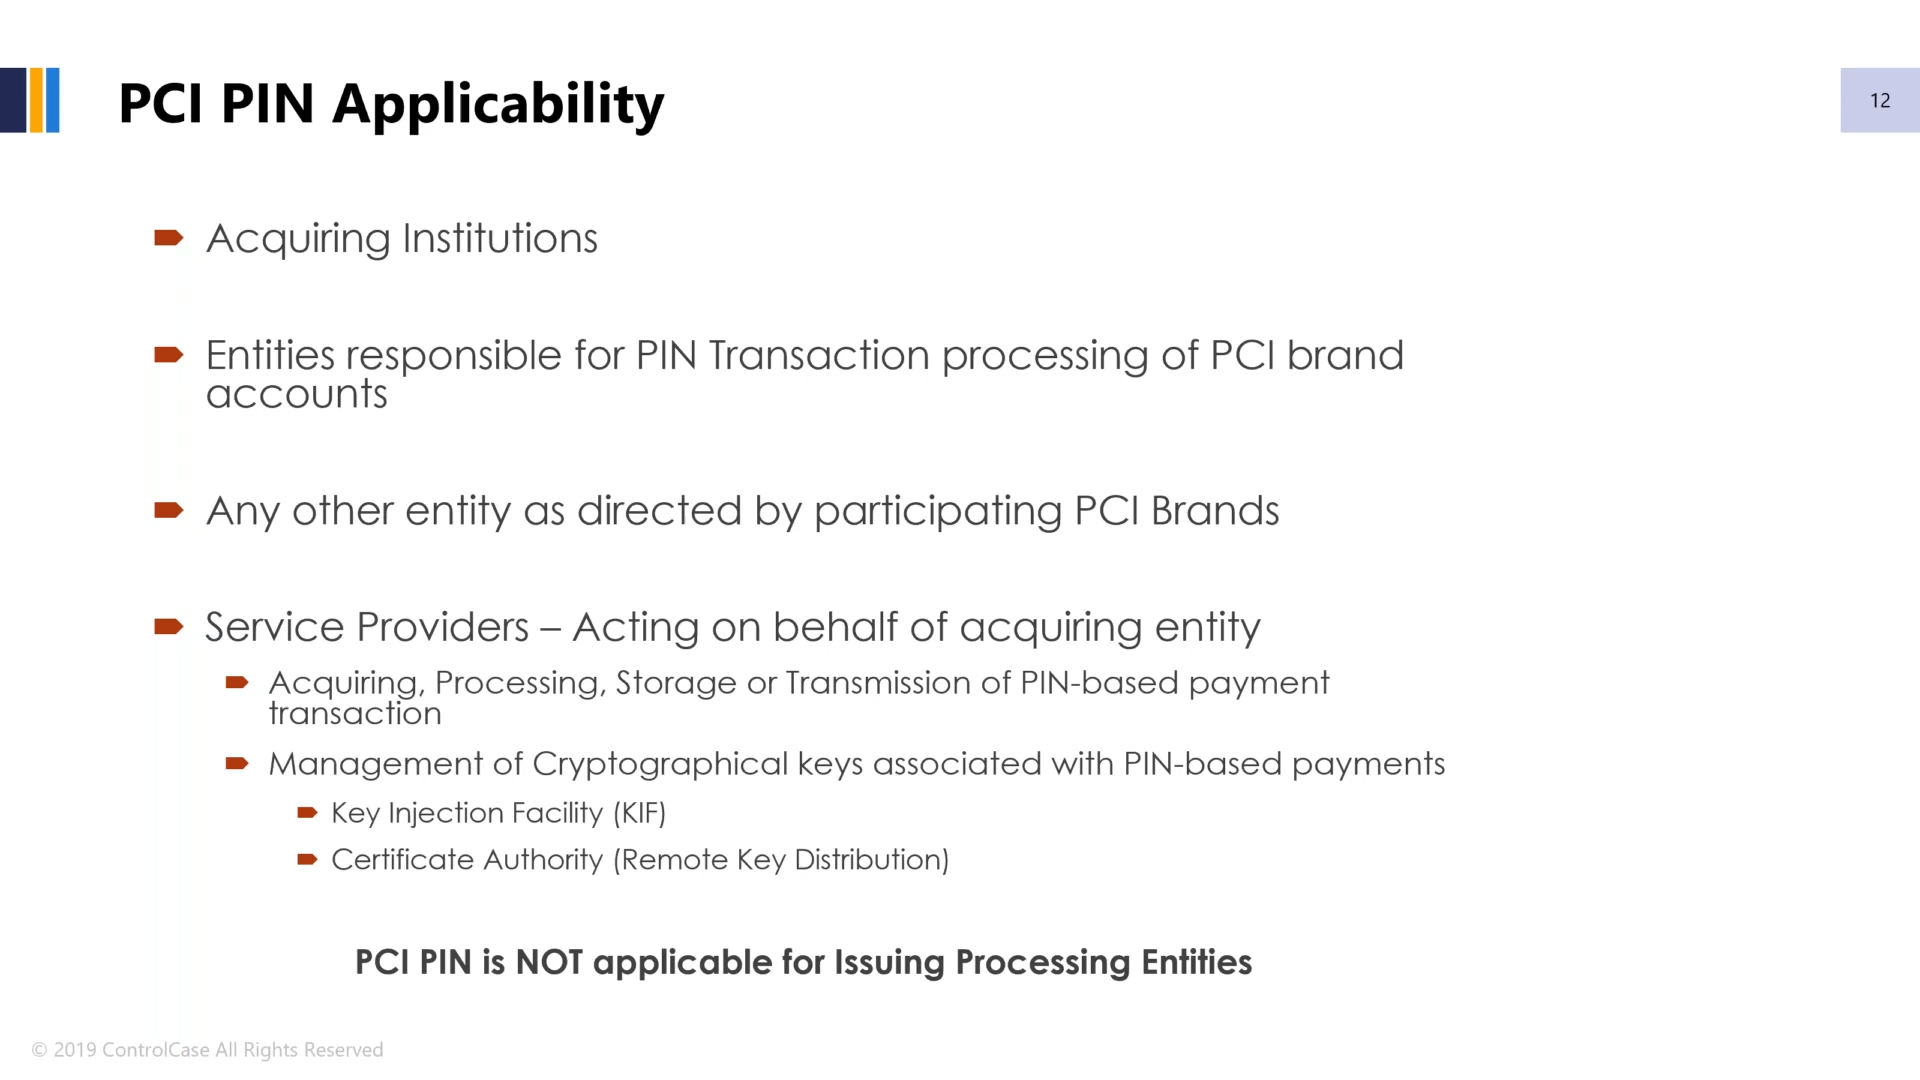 PCI PIN Applicability
12
Acquiring Institutions
Entities responsible for PIN Transaction processing of PCI brand
accounts
Any other entity as directed by participating PCI Brands
Service Providers – Acting on behalf of acquiring entity
Acquiring, Processing, Storage or Transmission of PIN-based payment
transaction
Management of Cryptographical keys associated with PIN-based payments
Key Injection Facility (KIF)
Certificate Authority (Remote Key Distribution)
PCI PIN is NOT applicable for Issuing Processing Entities
© 2019 ControlCase All Rights Reserved